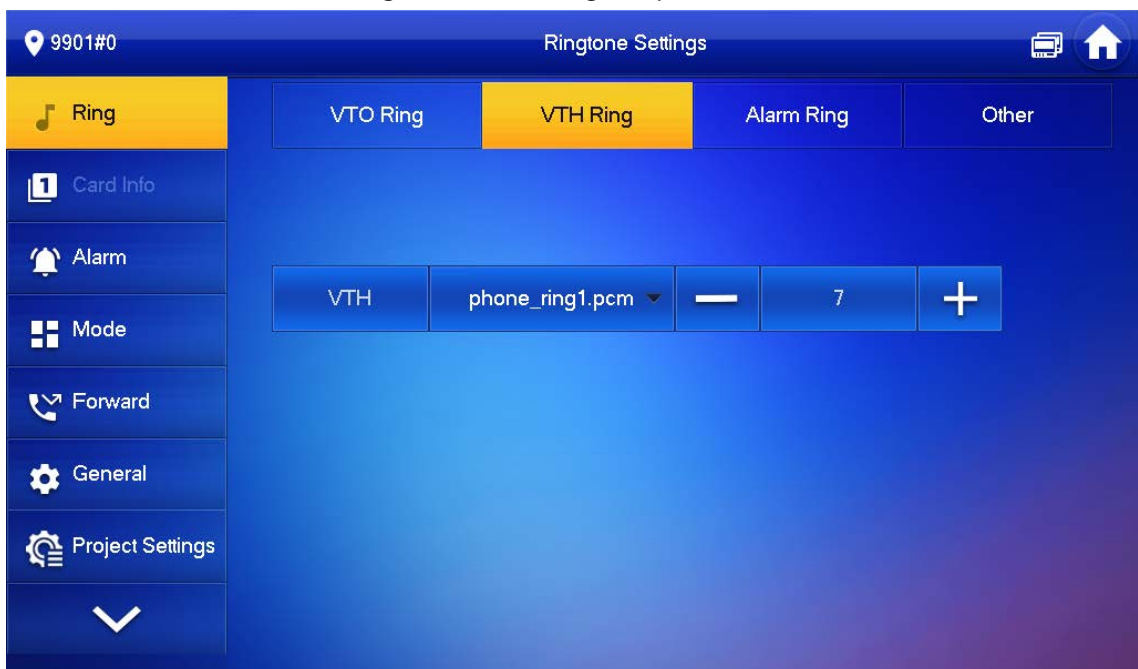 9901#0
Ringtone Settings
Ring
VTO Ring
VTH Ring
Alarm Ring
Other
1
Card Info
Alarm
VTH
phone_ring1.pcm
7
Mode
Forward
General
Project Settings